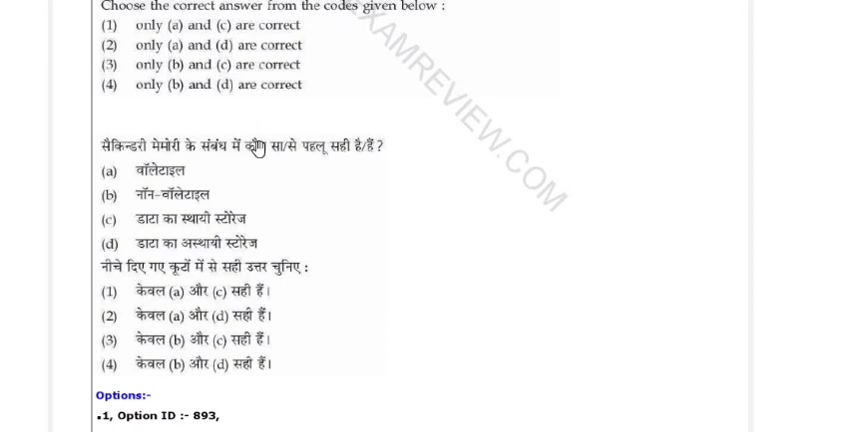 Choose the correct answer from the codes given below :
(1) only (a) and (c) are correct
(2) only (a) and (d) are correct
(3) only (b) and (c) are correct
(4) only (b) and (d) are correct
EXAMREVIEW.COM
सैकिन्डरी मेमोरी के संबंध में सा/से पहलू सही है/हैं ?
(a) वॉलेटाइल
(b) नॉन-वॉलेटाइल
(c) डाटा का स्थायी स्टोरेज
(d) डाटा का अस्थायी स्टोरेज
नीचे दिए गए कूटों में से सही उत्तर चुनिए :
(1) केवल (a) और (c) सही हैं।
(2) केवल (a) और (d) सही हैं।
(3) केवल (b) और (c) सही हैं।
(4) केवल (b) और (d) सही हैं।
Options:-
.1, Option ID :- 893,